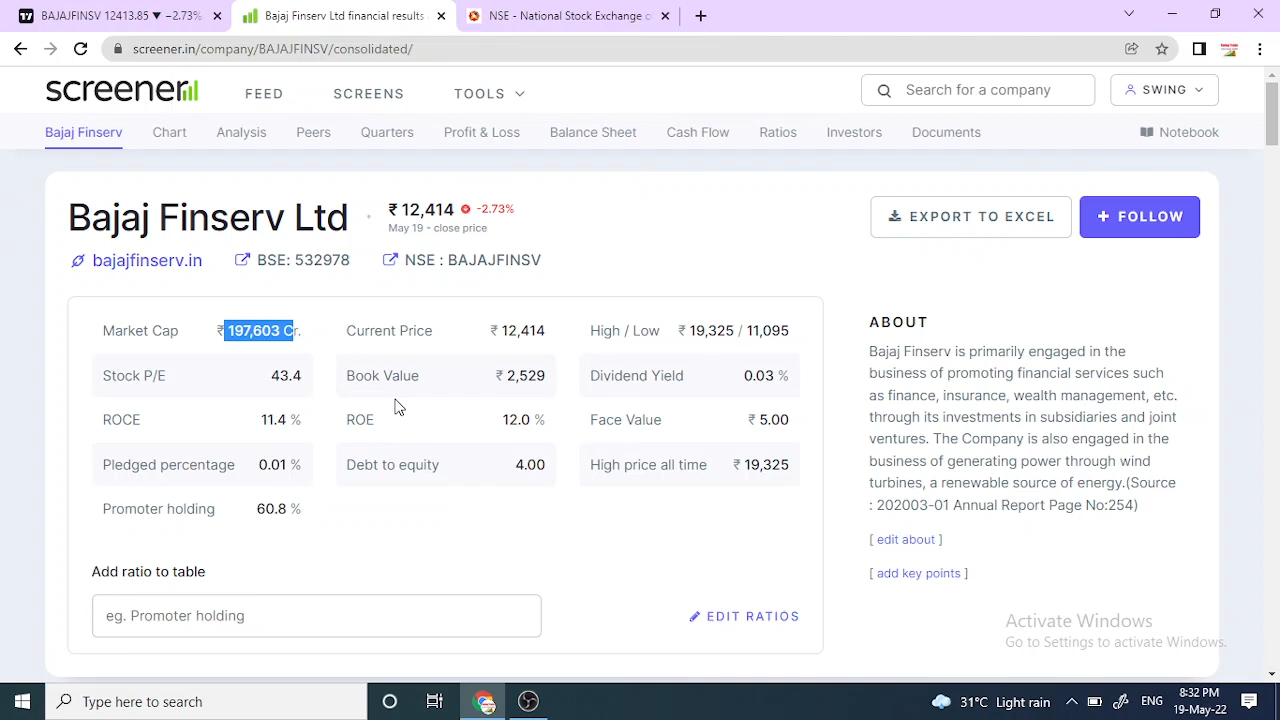 BAJAJFINSV 12413.85 ▼ −2.73%
Bajaj Finserv Ltd financial results
NSE - National Stock Exchange o
screener.in/company/BAJAJFINSV/consolidated/
screener
FEED
SCREENS
TOOLS
Search for a company
SWING
Bajaj Finserv
Chart
Analysis
Peers
Quarters
Profit & Loss
Balance Sheet
Cash Flow
Ratios
Investors
Documents
Notebook
Bajaj Finserv Ltd
₹ 12,414 -2.73%
May 19 - close price
EXPORT TO EXCEL
+ FOLLOW
bajajfinserv.in
BSE: 532978
NSE : BAJAJFINSV
Market Cap ₹ 197,603 Cr.
Current Price ₹ 12,414
High / Low ₹ 19,325 / 11,095
Stock P/E 43.4
Book Value ₹ 2,529
Dividend Yield 0.03 %
ROCE 11.4 %
ROE 12.0 %
Face Value ₹ 5.00
Pledged percentage 0.01 %
Debt to equity 4.00
High price all time ₹ 19,325
Promoter holding 60.8 %
Add ratio to table
eg. Promoter holding
EDIT RATIOS
ABOUT
Bajaj Finserv is primarily engaged in the
business of promoting financial services such
as finance, insurance, wealth management, etc.
through its investments in subsidiaries and joint
ventures. The Company is also engaged in the
business of generating power through wind
turbines, a renewable source of energy.(Source
: 202003-01 Annual Report Page No:254)
[ edit about ]
[ add key points ]
Activate Windows
Go to Settings to activate Windows.
Type here to search
31°C Light rain
ENG
8:32 PM
19-May-22